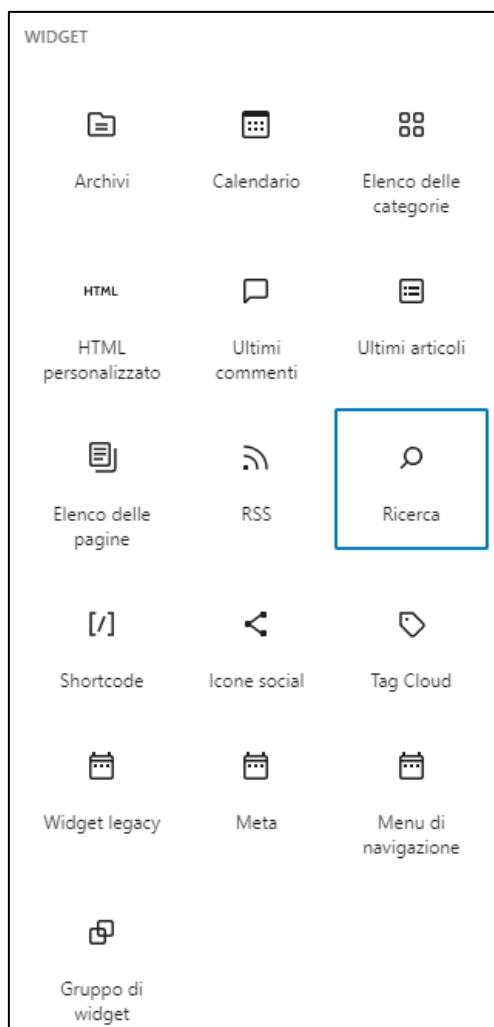 WIDGET
Archivi
Calendario
Elenco delle
categorie
HTML
HTML
personalizzato
Ultimi
commenti
Ultimi articoli
Elenco delle
pagine
RSS
Ricerca
[/]
Shortcode
Icone social
Tag Cloud
Widget legacy
Meta
Menu di
navigazione
Gruppo di
widget